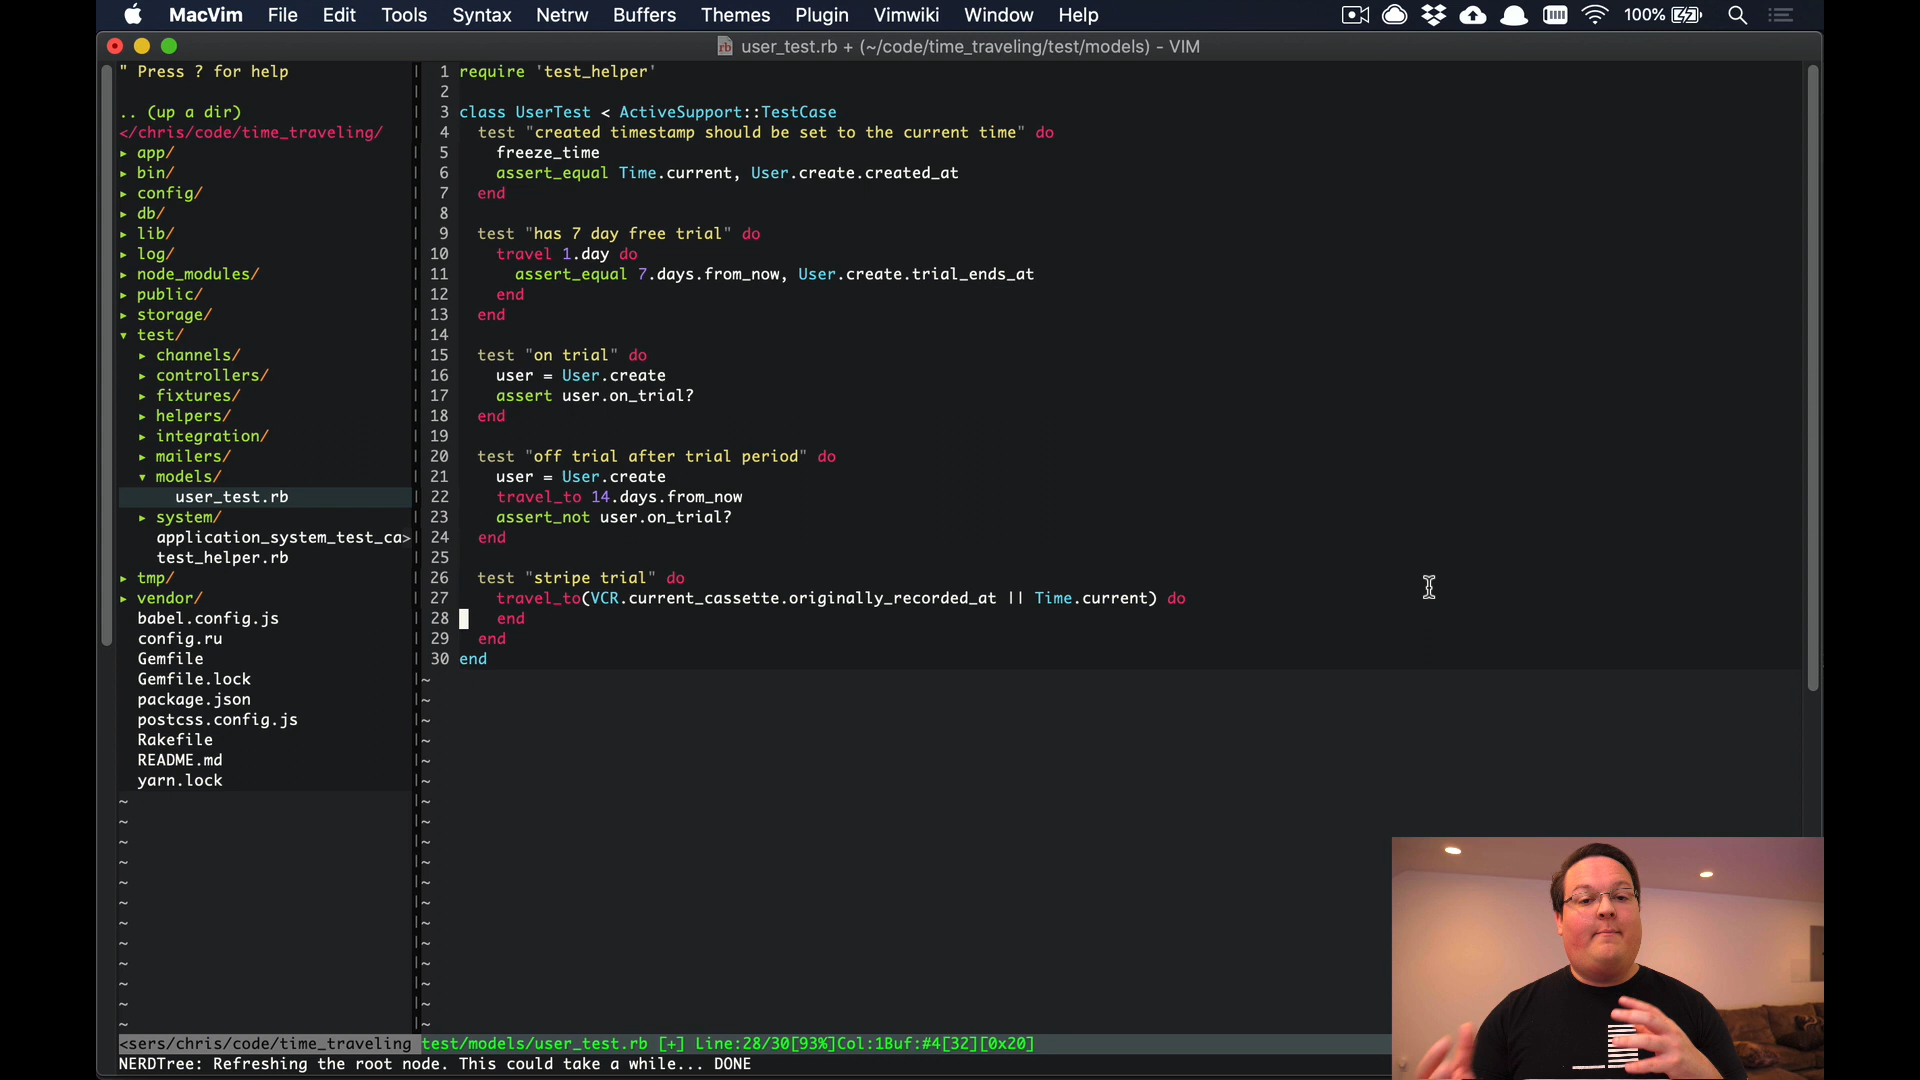 MacVim File Edit Tools Syntax Netrw Buffers Themes Plugin Vimwiki Window Help 100%
user_test.rb + (~/code/time_traveling/test/models) - VIM
" Press ? for help
.. (up a dir)
</chris/code/time_traveling/
▸ app/
▸ bin/
▸ config/
▸ db/
▸ lib/
▸ log/
▸ node_modules/
▸ public/
▸ storage/
▾ test/
▸ channels/
▸ controllers/
▸ fixtures/
▸ helpers/
▸ integration/
▸ mailers/
▾ models/
user_test.rb
▸ system/
application_system_test_ca>
test_helper.rb
▸ tmp/
▸ vendor/
babel.config.js
config.ru
Gemfile
Gemfile.lock
package.json
postcss.config.js
Rakefile
README.md
yarn.lock
1 require 'test_helper'
2
3 class UserTest < ActiveSupport::TestCase
4 test "created timestamp should be set to the current time" do
5 freeze_time
6 assert_equal Time.current, User.create.created_at
7 end
8
9 test "has 7 day free trial" do
10 travel 1.day do
11 assert_equal 7.days.from_now, User.create.trial_ends_at
12 end
13 end
14
15 test "on trial" do
16 user = User.create
17 assert user.on_trial?
18 end
19
20 test "off trial after trial period" do
21 user = User.create
22 travel_to 14.days.from_now
23 assert_not user.on_trial?
24 end
25
26 test "stripe trial" do
27 travel_to(VCR.current_cassette.originally_recorded_at || Time.current) do
28 end
29 end
30 end
<sers/chris/code/time_traveling test/models/user_test.rb [+] Line:28/30[93%]Col:1Buf:#4[32][0x20]
NERDTree: Refreshing the root node. This could take a while... DONE